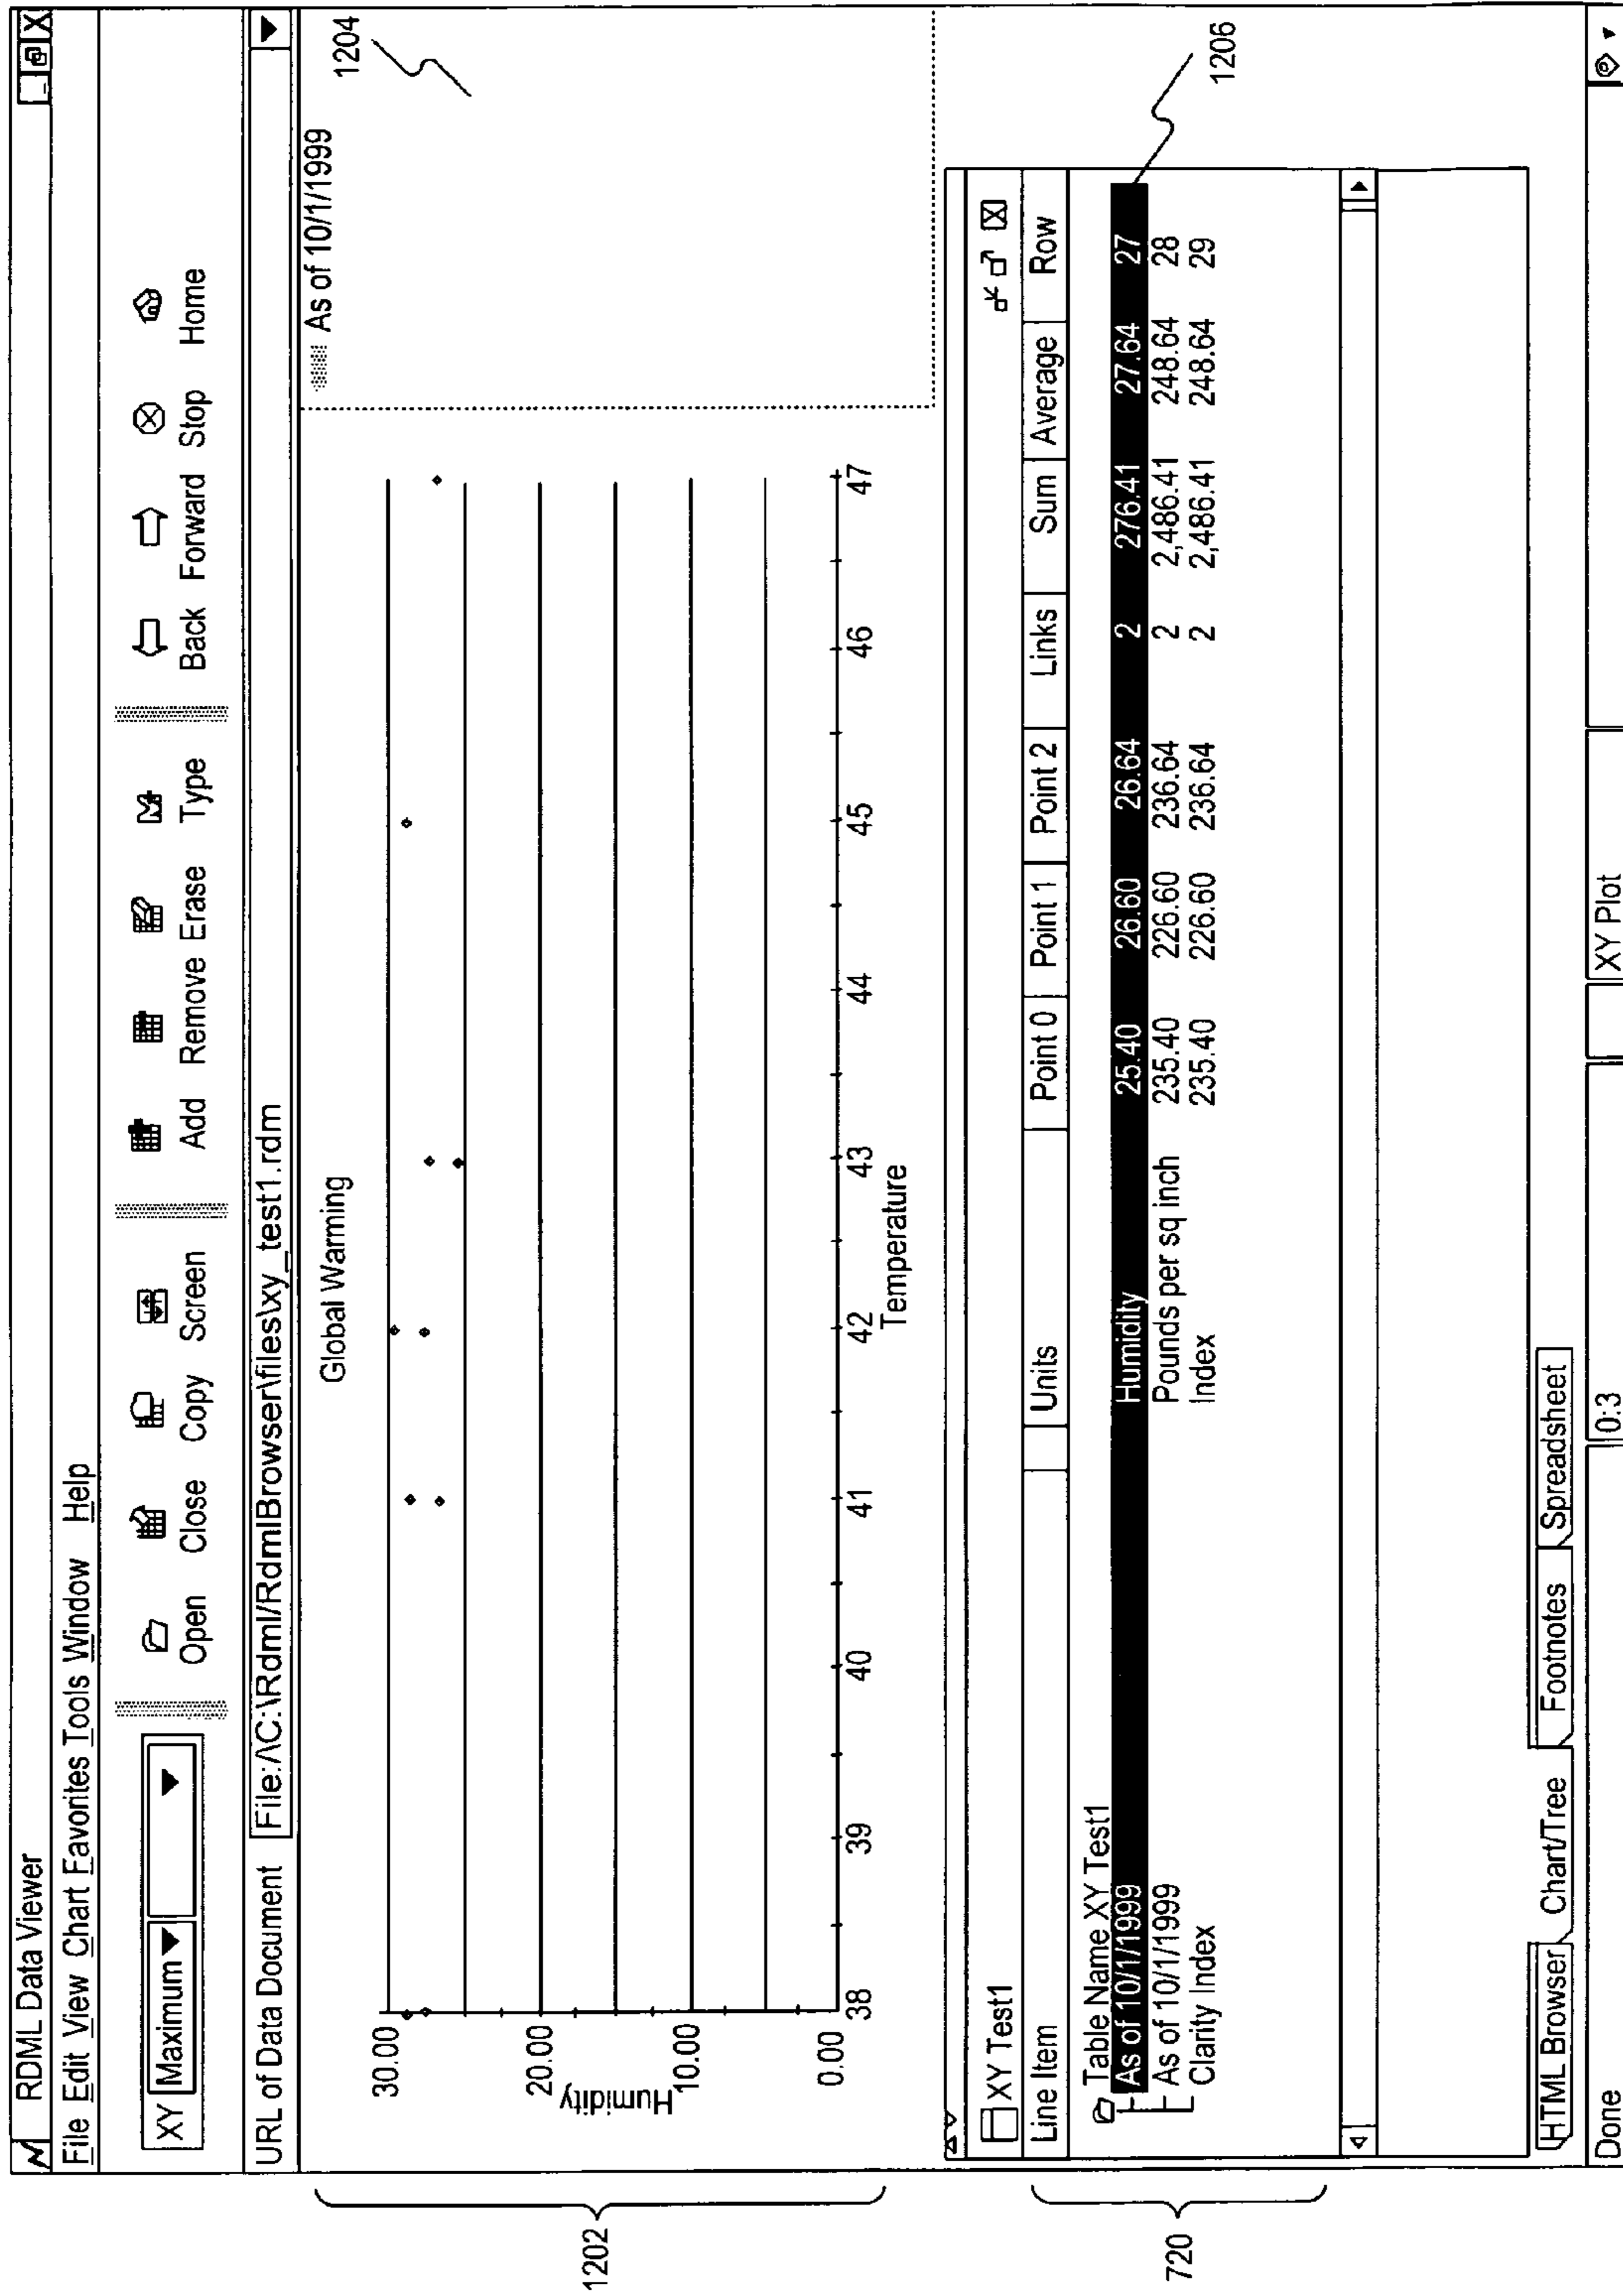 RDML Data Viewer
File Edit View Chart Favorites Tools Window Help
XY Maximum
Open Close Copy Screen Add Remove Erase Type Back Forward Stop Home
URL of Data Document File:/\C:\Rdml/RdmlBrowser\files\xy_test1.rdm
Global Warming
As of 10/1/1999
1204
30.00
20.00
10.00
0.00
Humidity
38 39 40 41 42 43 44 45 46 47
Temperature
1202
XY Test1
Line Item Units Point 0 Point 1 Point 2 Links Sum Average Row
Table Name XY Test1
As of 10/1/1999 Humidity 25.40 26.60 26.64 2 276.41 27.64 27
As of 10/1/1999 Pounds per sq inch 235.40 226.60 236.64 2 2,486.41 248.64 28
Clarity Index Index 235.40 226.60 236.64 2 2,486.41 248.64 29
1206
720
HTML Browser Chart/Tree Footnotes Spreadsheet
Done 0:3 XY Plot